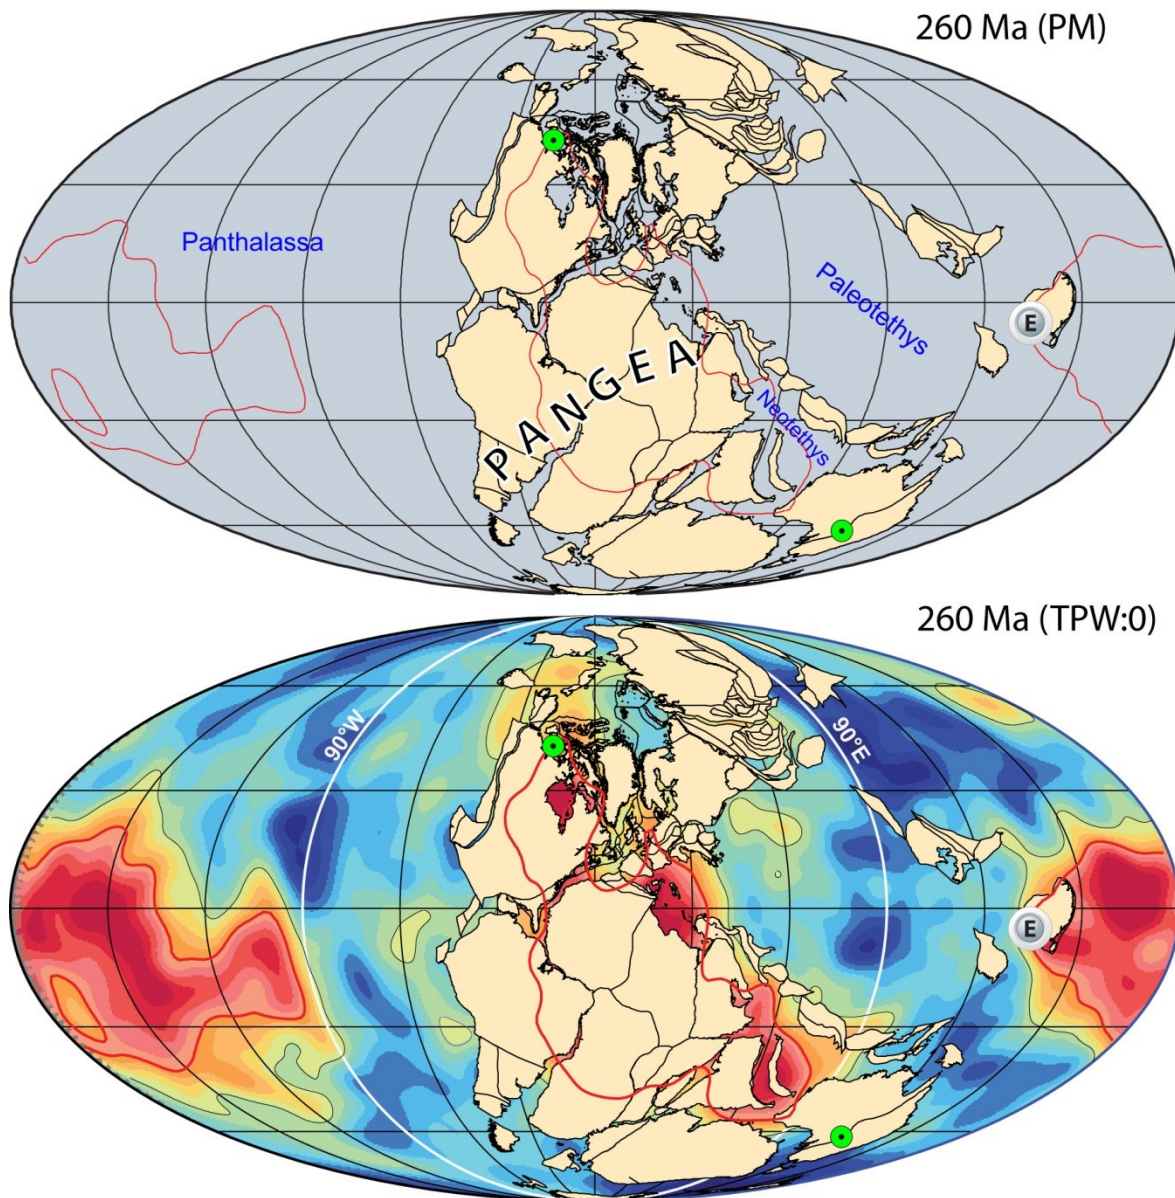 260 Ma (PM)
Panthalassa
Paleotethys
E
PANGEA
Neotethys
260 Ma (TPW:0)
90°W
90°E
E